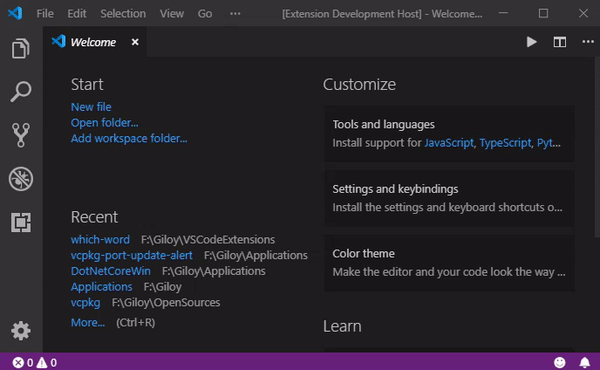 File Edit Selection View Go ··· [Extension Development Host] - Welcome...
Welcome
Start
New file
Open folder...
Add workspace folder...
Recent
which-word F:\Giloy\VSCodeExtensions
vcpkg-port-update-alert F:\Giloy\Applications
DotNetCoreWin F:\Giloy\Applications
Applications F:\Giloy
vcpkg F:\Giloy\OpenSources
More... (Ctrl+R)
Customize
Tools and languages
Install support for JavaScript, TypeScript, Pyt...
Settings and keybindings
Install the settings and keyboard shortcuts o...
Color theme
Make the editor and your code look the way ...
Learn
0 0